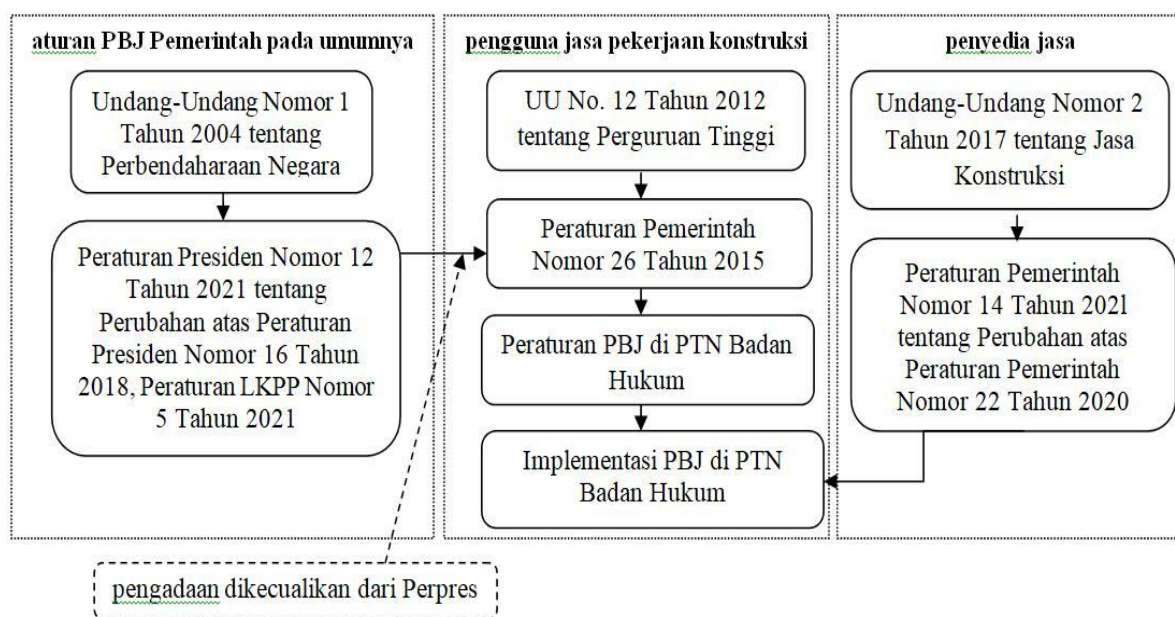 aturan PBJ Pemerintah pada umumnya
Undang-Undang Nomor 1
Tahun 2004 tentang
Perbendaharaan Negara
Peraturan Presiden Nomor 12
Tahun 2021 tentang
Perubahan atas Peraturan
Presiden Nomor 16 Tahun
2018, Peraturan LKPP Nomor
5 Tahun 2021
pengguna jasa pekerjaan konstruksi
UU No. 12 Tahun 2012
tentang Perguruan Tinggi
Peraturan Pemerintah
Nomor 26 Tahun 2015
Peraturan PBJ di PTN Badan
Hukum
Implementasi PBJ di PTN
Badan Hukum
penyedia jasa
Undang-Undang Nomor 2
Tahun 2017 tentang Jasa
Konstruksi
Peraturan Pemerintah
Nomor 14 Tahun 2021
tentang Perubahan atas
Peraturan Pemerintah
Nomor 22 Tahun 2020
pengadaan dikecualikan dari Perpres